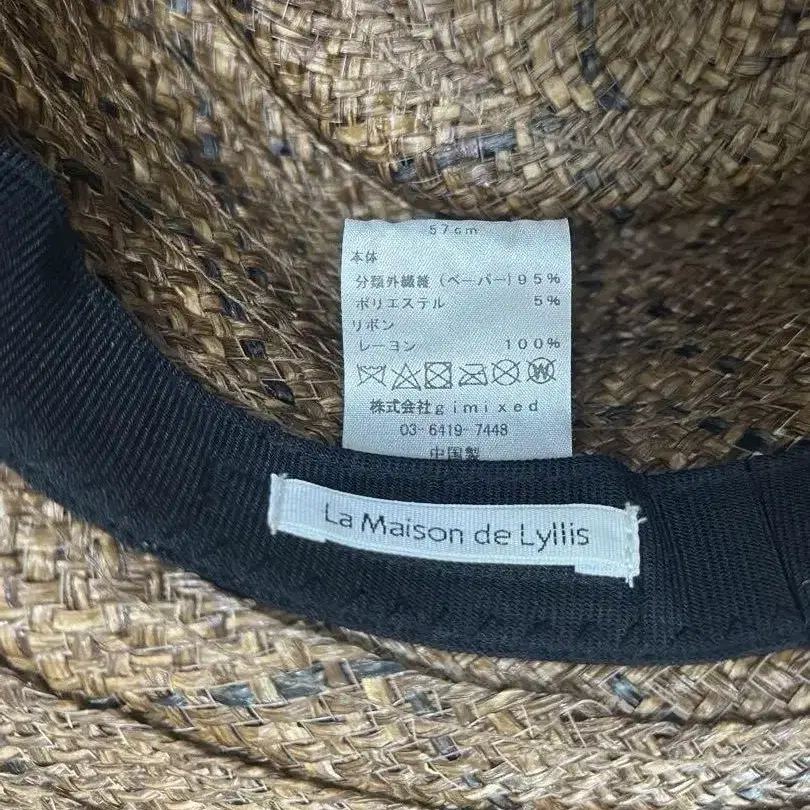 57cm
本体
分類外繊維(ペーパー)95%
ポリエステル 5%
リボン
レーヨン 100%
W
株式会社gimixed
03-6419-7448
中国製
La Maison de Lyllis